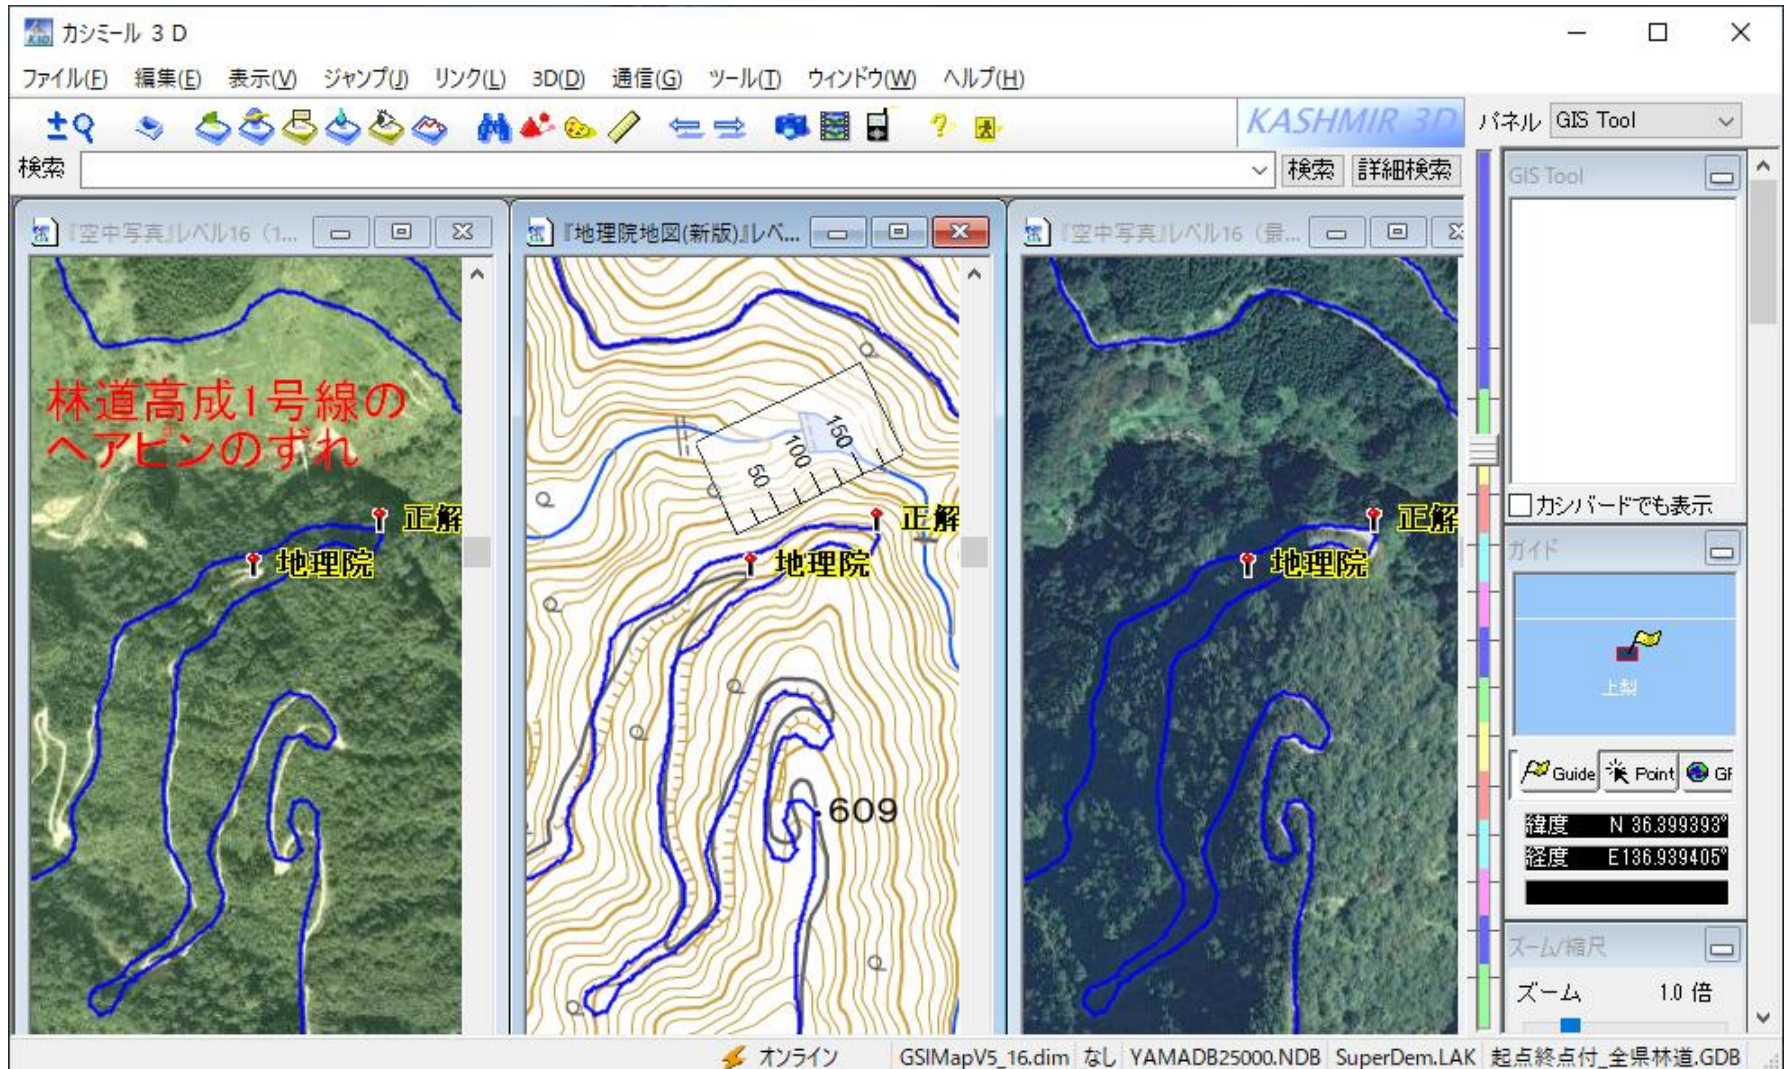 カシミール 3D
ファイル(F) 編集(E) 表示(V) ジャンプ(J) リンク(L) 3D(D) 通信(G) ツール(T) ウィンドウ(W) ヘルプ(H)
KASHMIR 3D
パネル GIS Tool
検索 検索 詳細検索
GIS Tool
『空中写真』レベル16（1...
『地理院地図(新版)』レベ...
『空中写真』レベル16（最...
林道高成1号線の
ヘアピンのずれ
正解
地理院
50
100
150
正解
地理院
609
正解
地理院
カシバードでも表示
ガイド
上梨
Guide Point GF
緯度 N 36.399393°
経度 E136.939405°
ズーム/縮尺
ズーム 1.0 倍
オンライン GSIMapV5_16.dim なし YAMADB25000.NDB SuperDem.LAK 起点終点付_全県林道.GDB